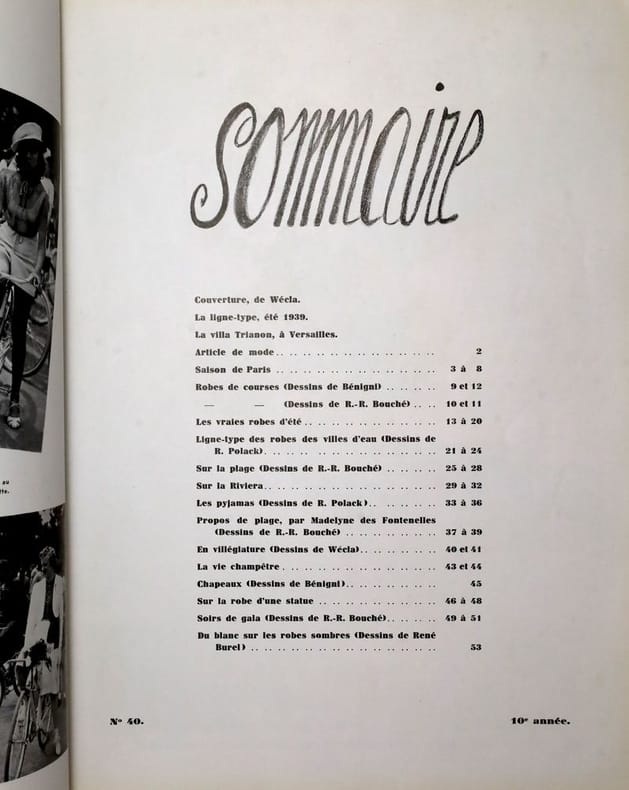 sommaire
Couverture, de Wécla.
La ligne-type, été 1939.
La villa Trianon, à Versailles.
Article de mode . . . . . . . . . . . . 2
Saison de Paris . . . . . . . . . . . . 3 à 8
Robes de courses (Dessins de Bénigni) . . . . . . 9 et 12
— — (Dessins de R.-R. Bouché) . . . . 10 et 11
Les vraies robes d'été . . . . . . . . . . . . 13 à 20
Ligne-type des robes des villes d'eau (Dessins de
R. Polack) . . . . . . . . . . . . 21 à 24
Sur la plage (Dessins de R.-R. Bouché) . . . . . . 25 à 28
Sur la Riviera . . . . . . . . . . . . 29 à 32
Les pyjamas (Dessins de R. Polack) . . . . . . 33 à 36
Propos de plage, par Madelyne des Fontenelles
(Dessins de R.-R. Bouché) . . . . . . 37 à 39
En villégiature (Dessins de Wécla) . . . . . . 40 et 41
La vie champêtre . . . . . . . . . . . . 43 et 44
Chapeaux (Dessins de Bénigni) . . . . . . 45
Sur la robe d'une statue . . . . . . . . . 46 à 48
Soirs de gala (Dessins de R.-R. Bouché) . . . . 49 à 51
Du blanc sur les robes sombres (Dessins de René
Burel) . . . . . . . . . . . . 53
Nº 40. 10e année.
au
tte.